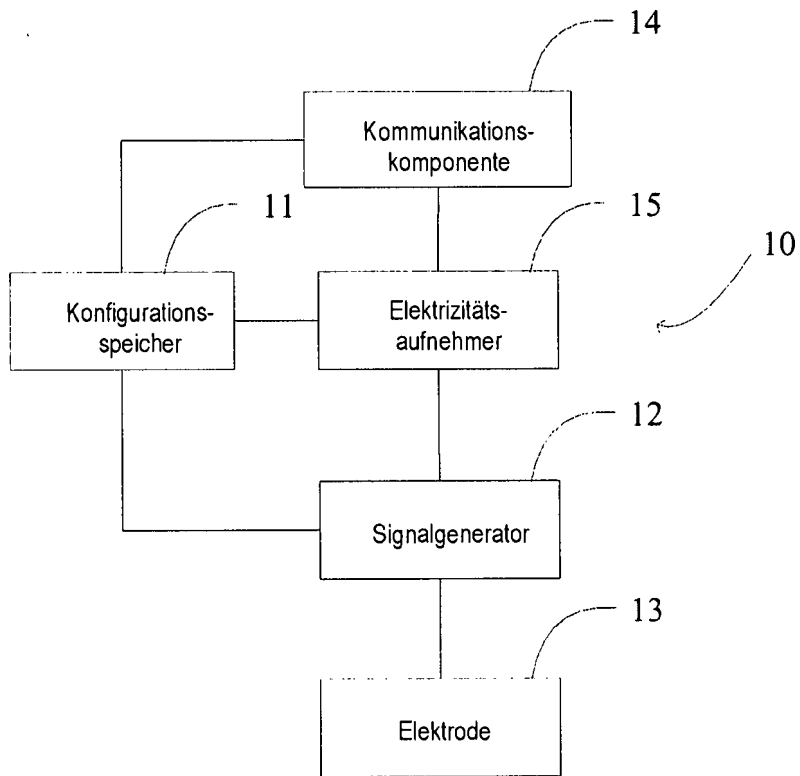 14
Kommunikations-
komponente
11
15
10
Konfigurations-
speicher
Elektrizitäts-
aufnehmer
12
Signalgenerator
13
Elektrode